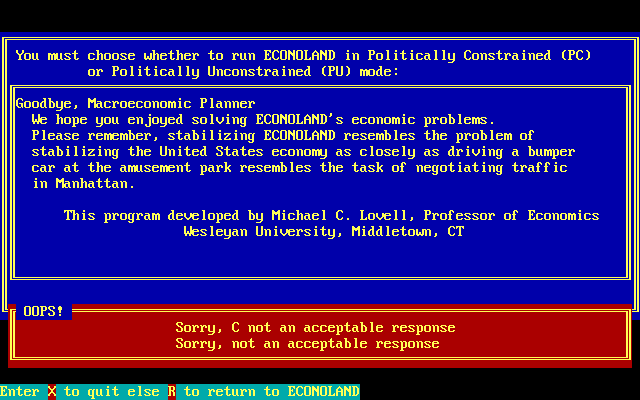 You must choose whether to run ECONOLAND in Politically Constrained (PC)
or Politically Unconstrained (PU) mode:
Goodbye, Macroeconomic Planner
We hope you enjoyed solving ECONOLAND's economic problems.
Please remember, stabilizing ECONOLAND resembles the problem of
stabilizing the United States economy as closely as driving a bumper
car at the amusement park resembles the task of negotiating traffic
in Manhattan.
This program developed by Michael C. Lovell, Professor of Economics
Wesleyan University, Middletown, CT
OOPS!
Sorry, C not an acceptable response
Sorry, not an acceptable response
Enter X to quit else R to return to ECONOLAND